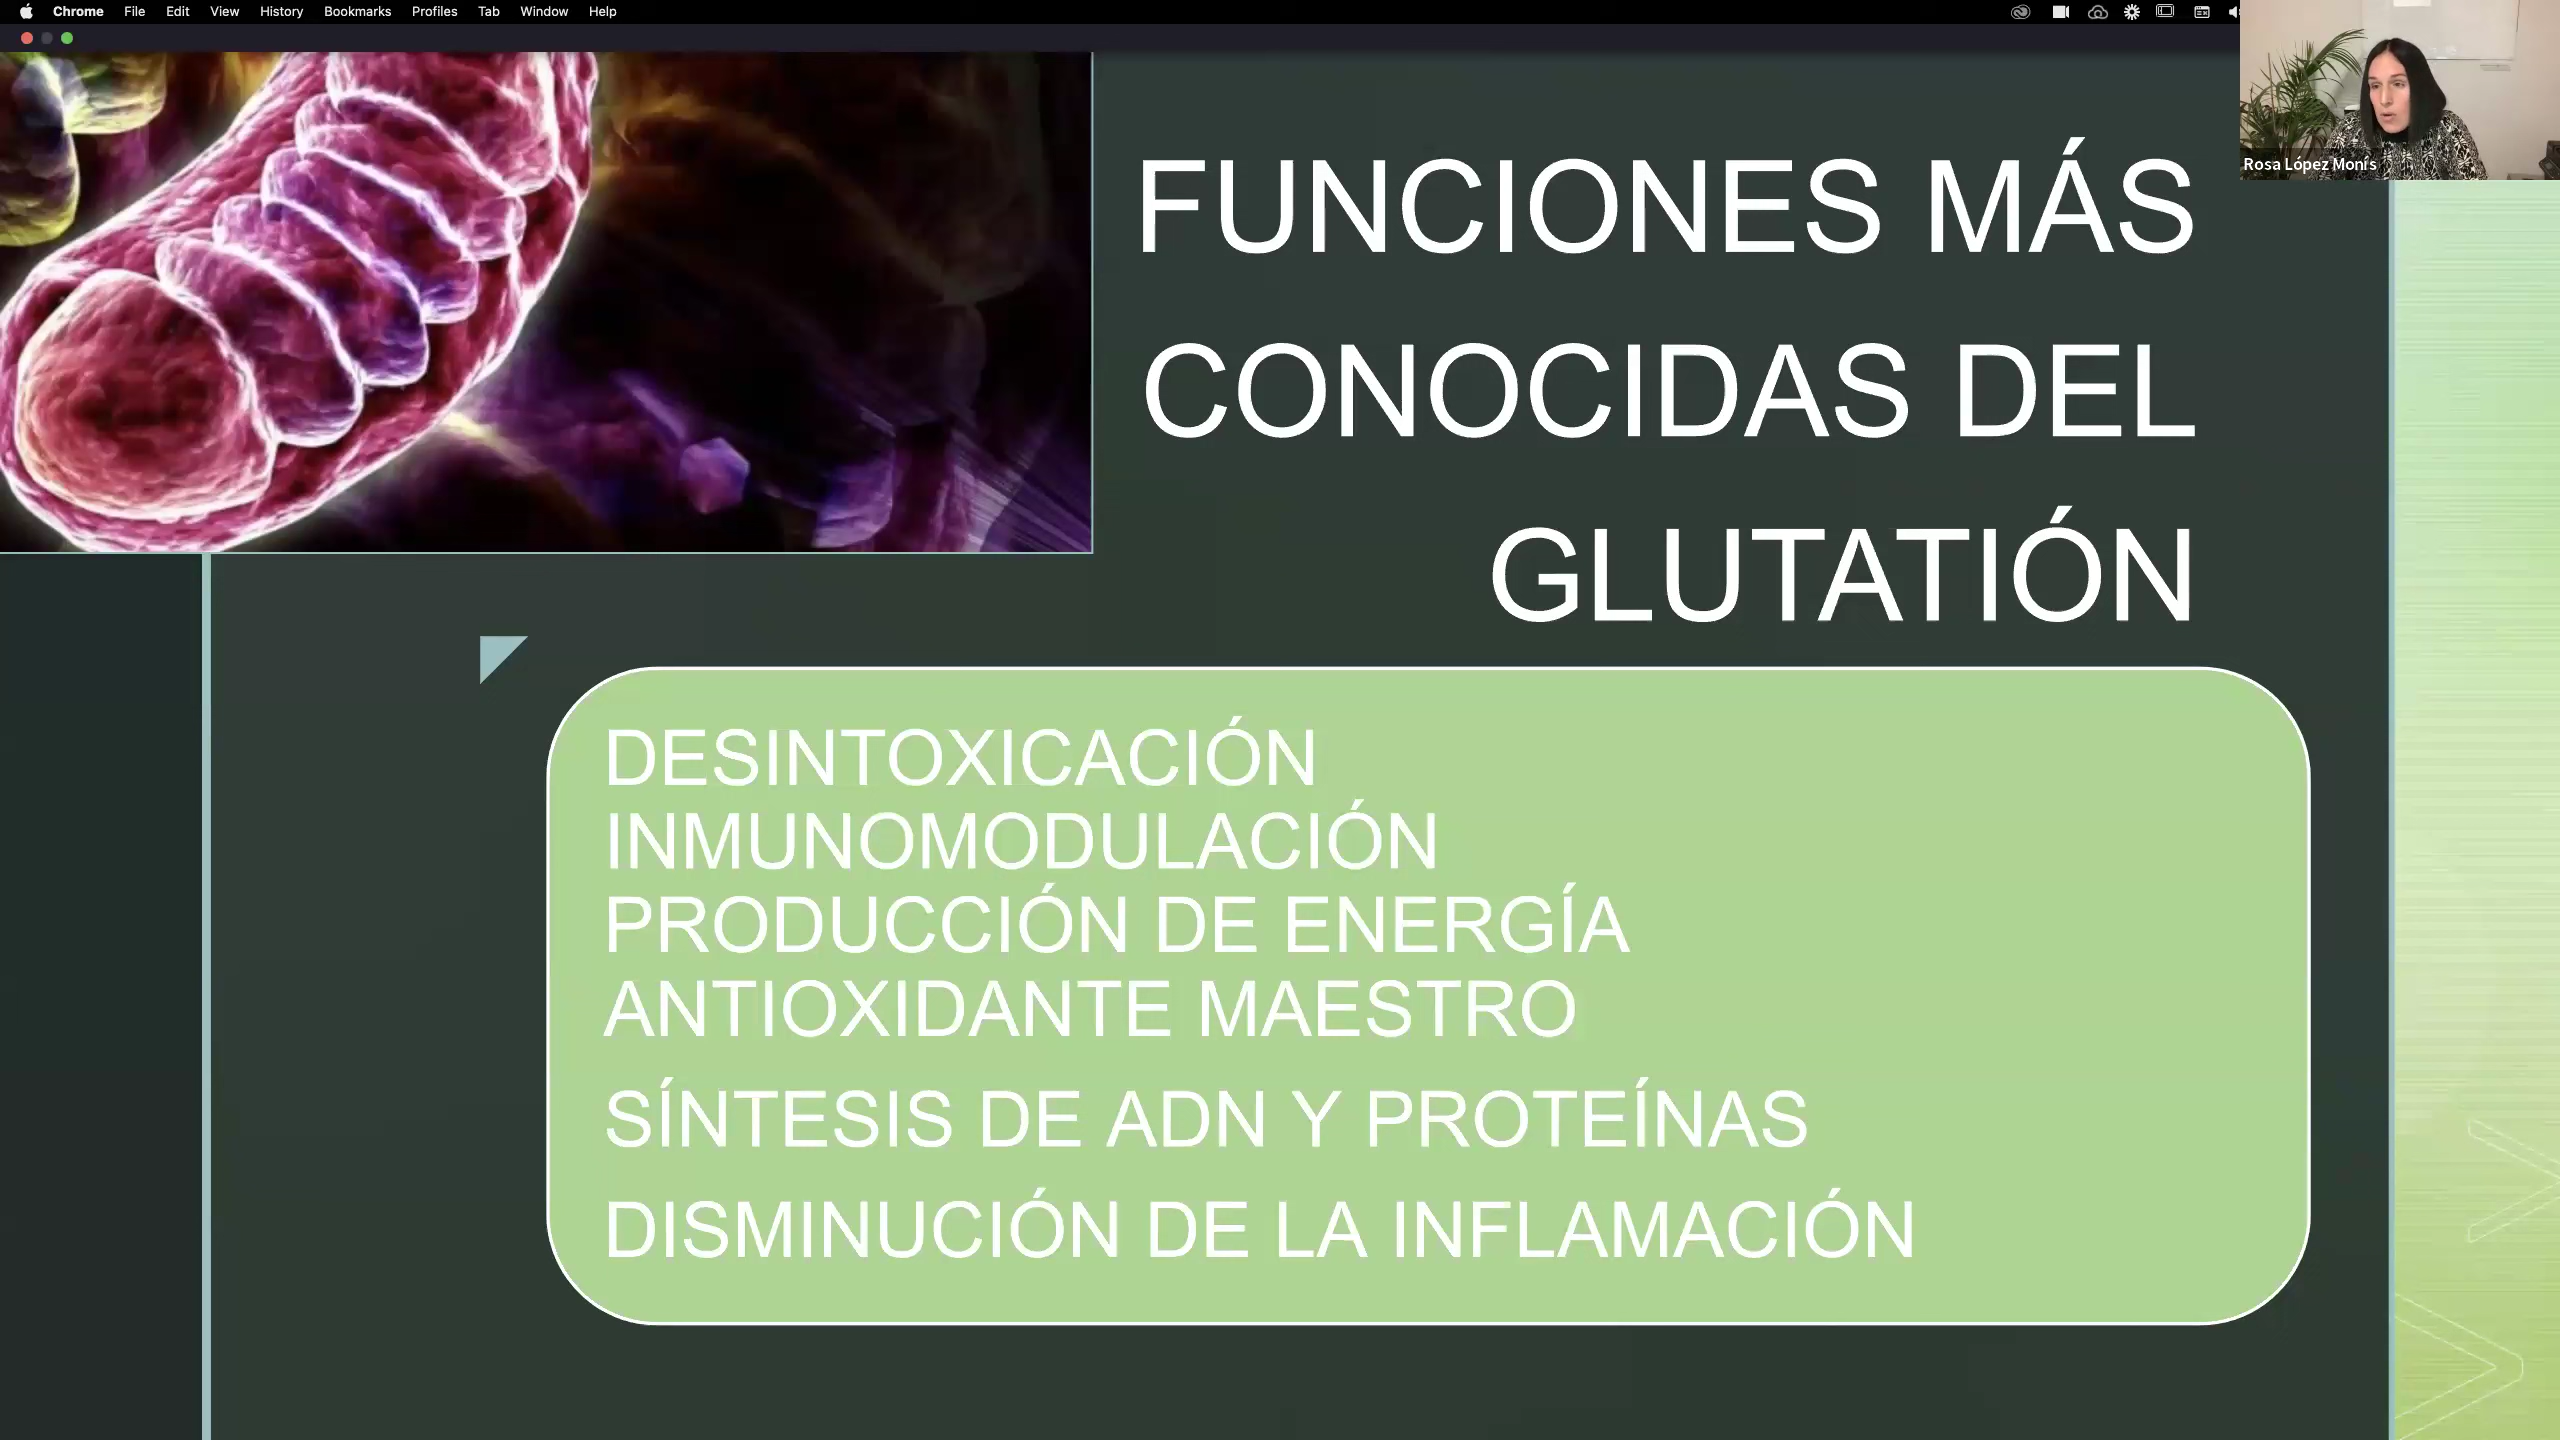 Chrome File Edit View History Bookmarks Profiles Tab Window Help
Rosa López Monís
FUNCIONES MÁS
CONOCIDAS DEL
GLUTATIÓN
DESINTOXICACIÓN
INMUNOMODULACIÓN
PRODUCCIÓN DE ENERGÍA
ANTIOXIDANTE MAESTRO
SÍNTESIS DE ADN Y PROTEÍNAS
DISMINUCIÓN DE LA INFLAMACIÓN